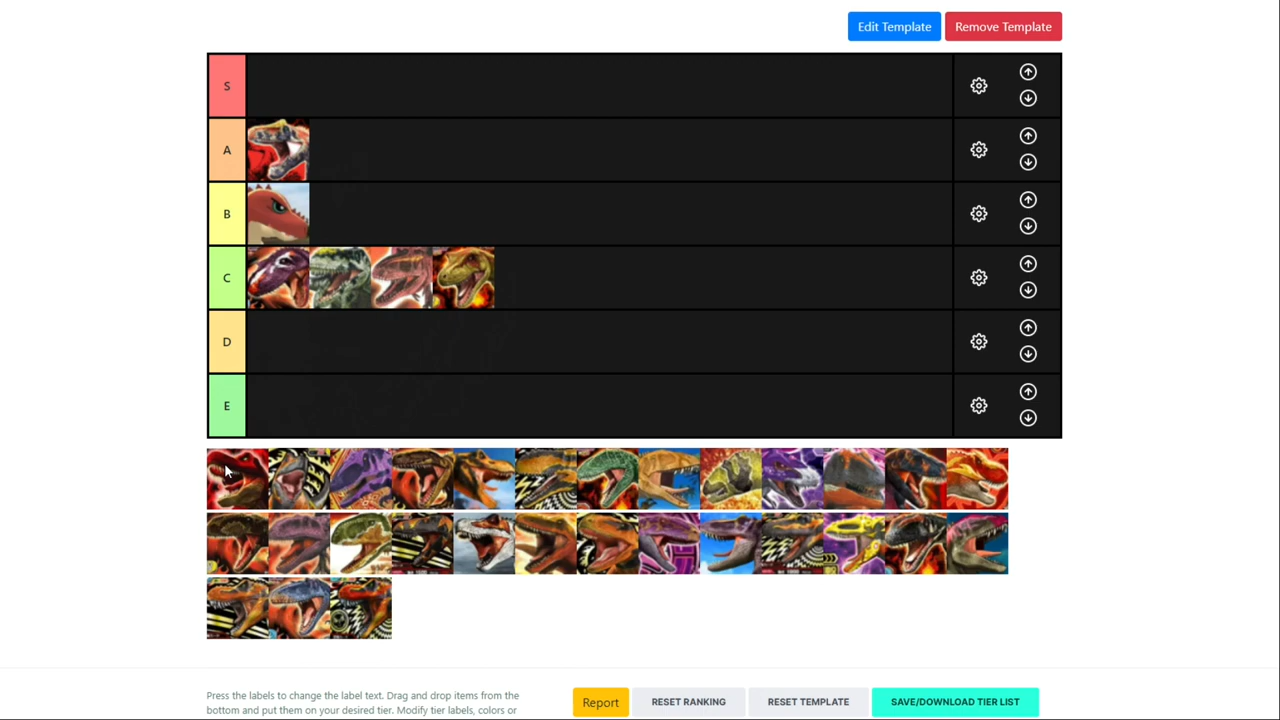 Edit Template Remove Template
S
A
B
C
D
E
Press the labels to change the label text. Drag and drop items from the
bottom and put them on your desired tier. Modify tier labels, colors or
Report RESET RANKING RESET TEMPLATE SAVE/DOWNLOAD TIER LIST